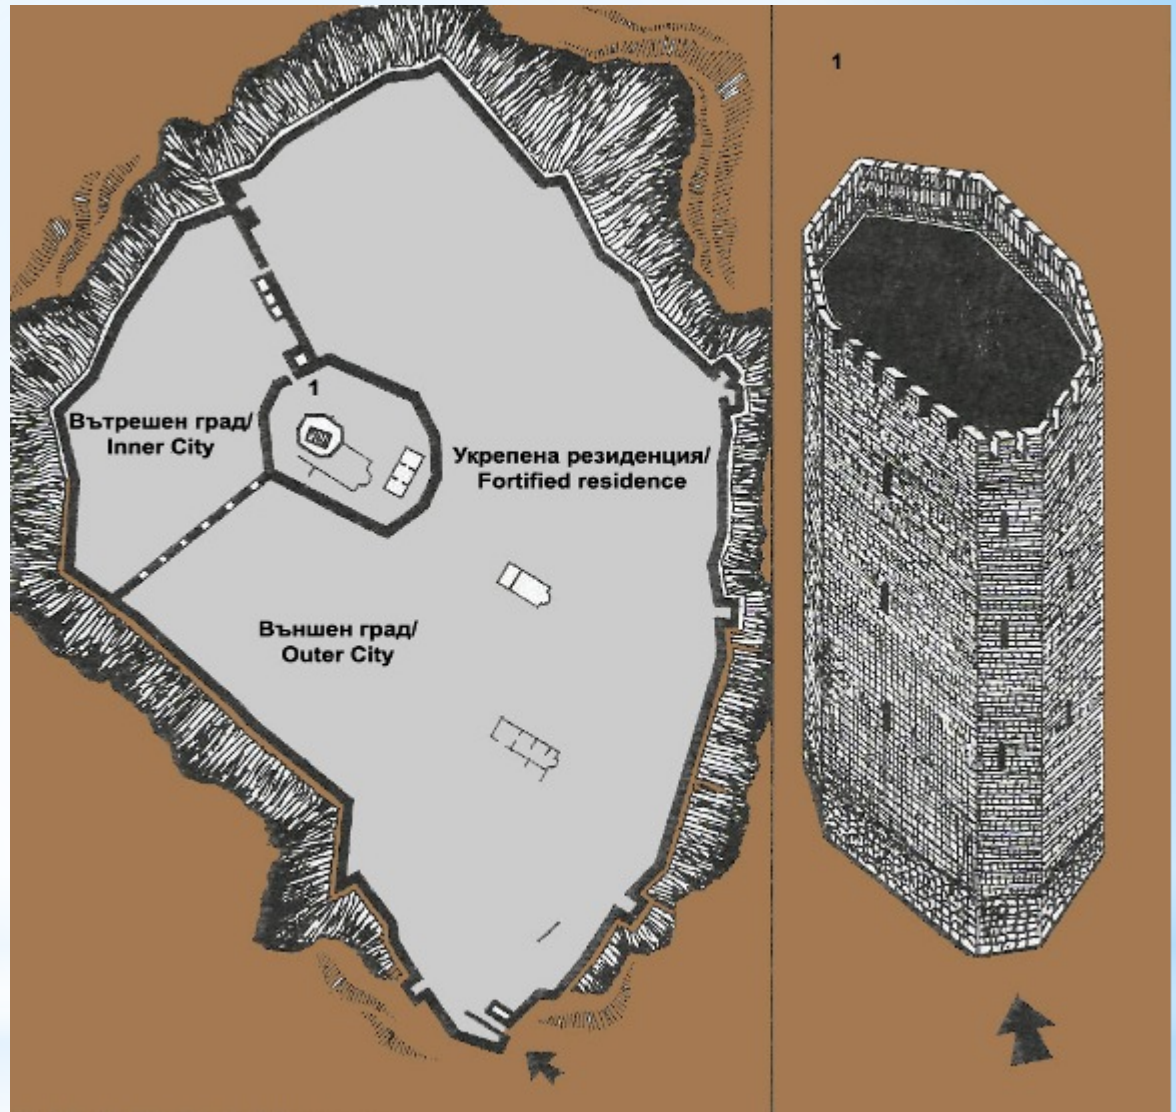 1
1
Вътрешен град/
Inner City
Укрепена резиденция/
Fortified residence
Външен град/
Outer City